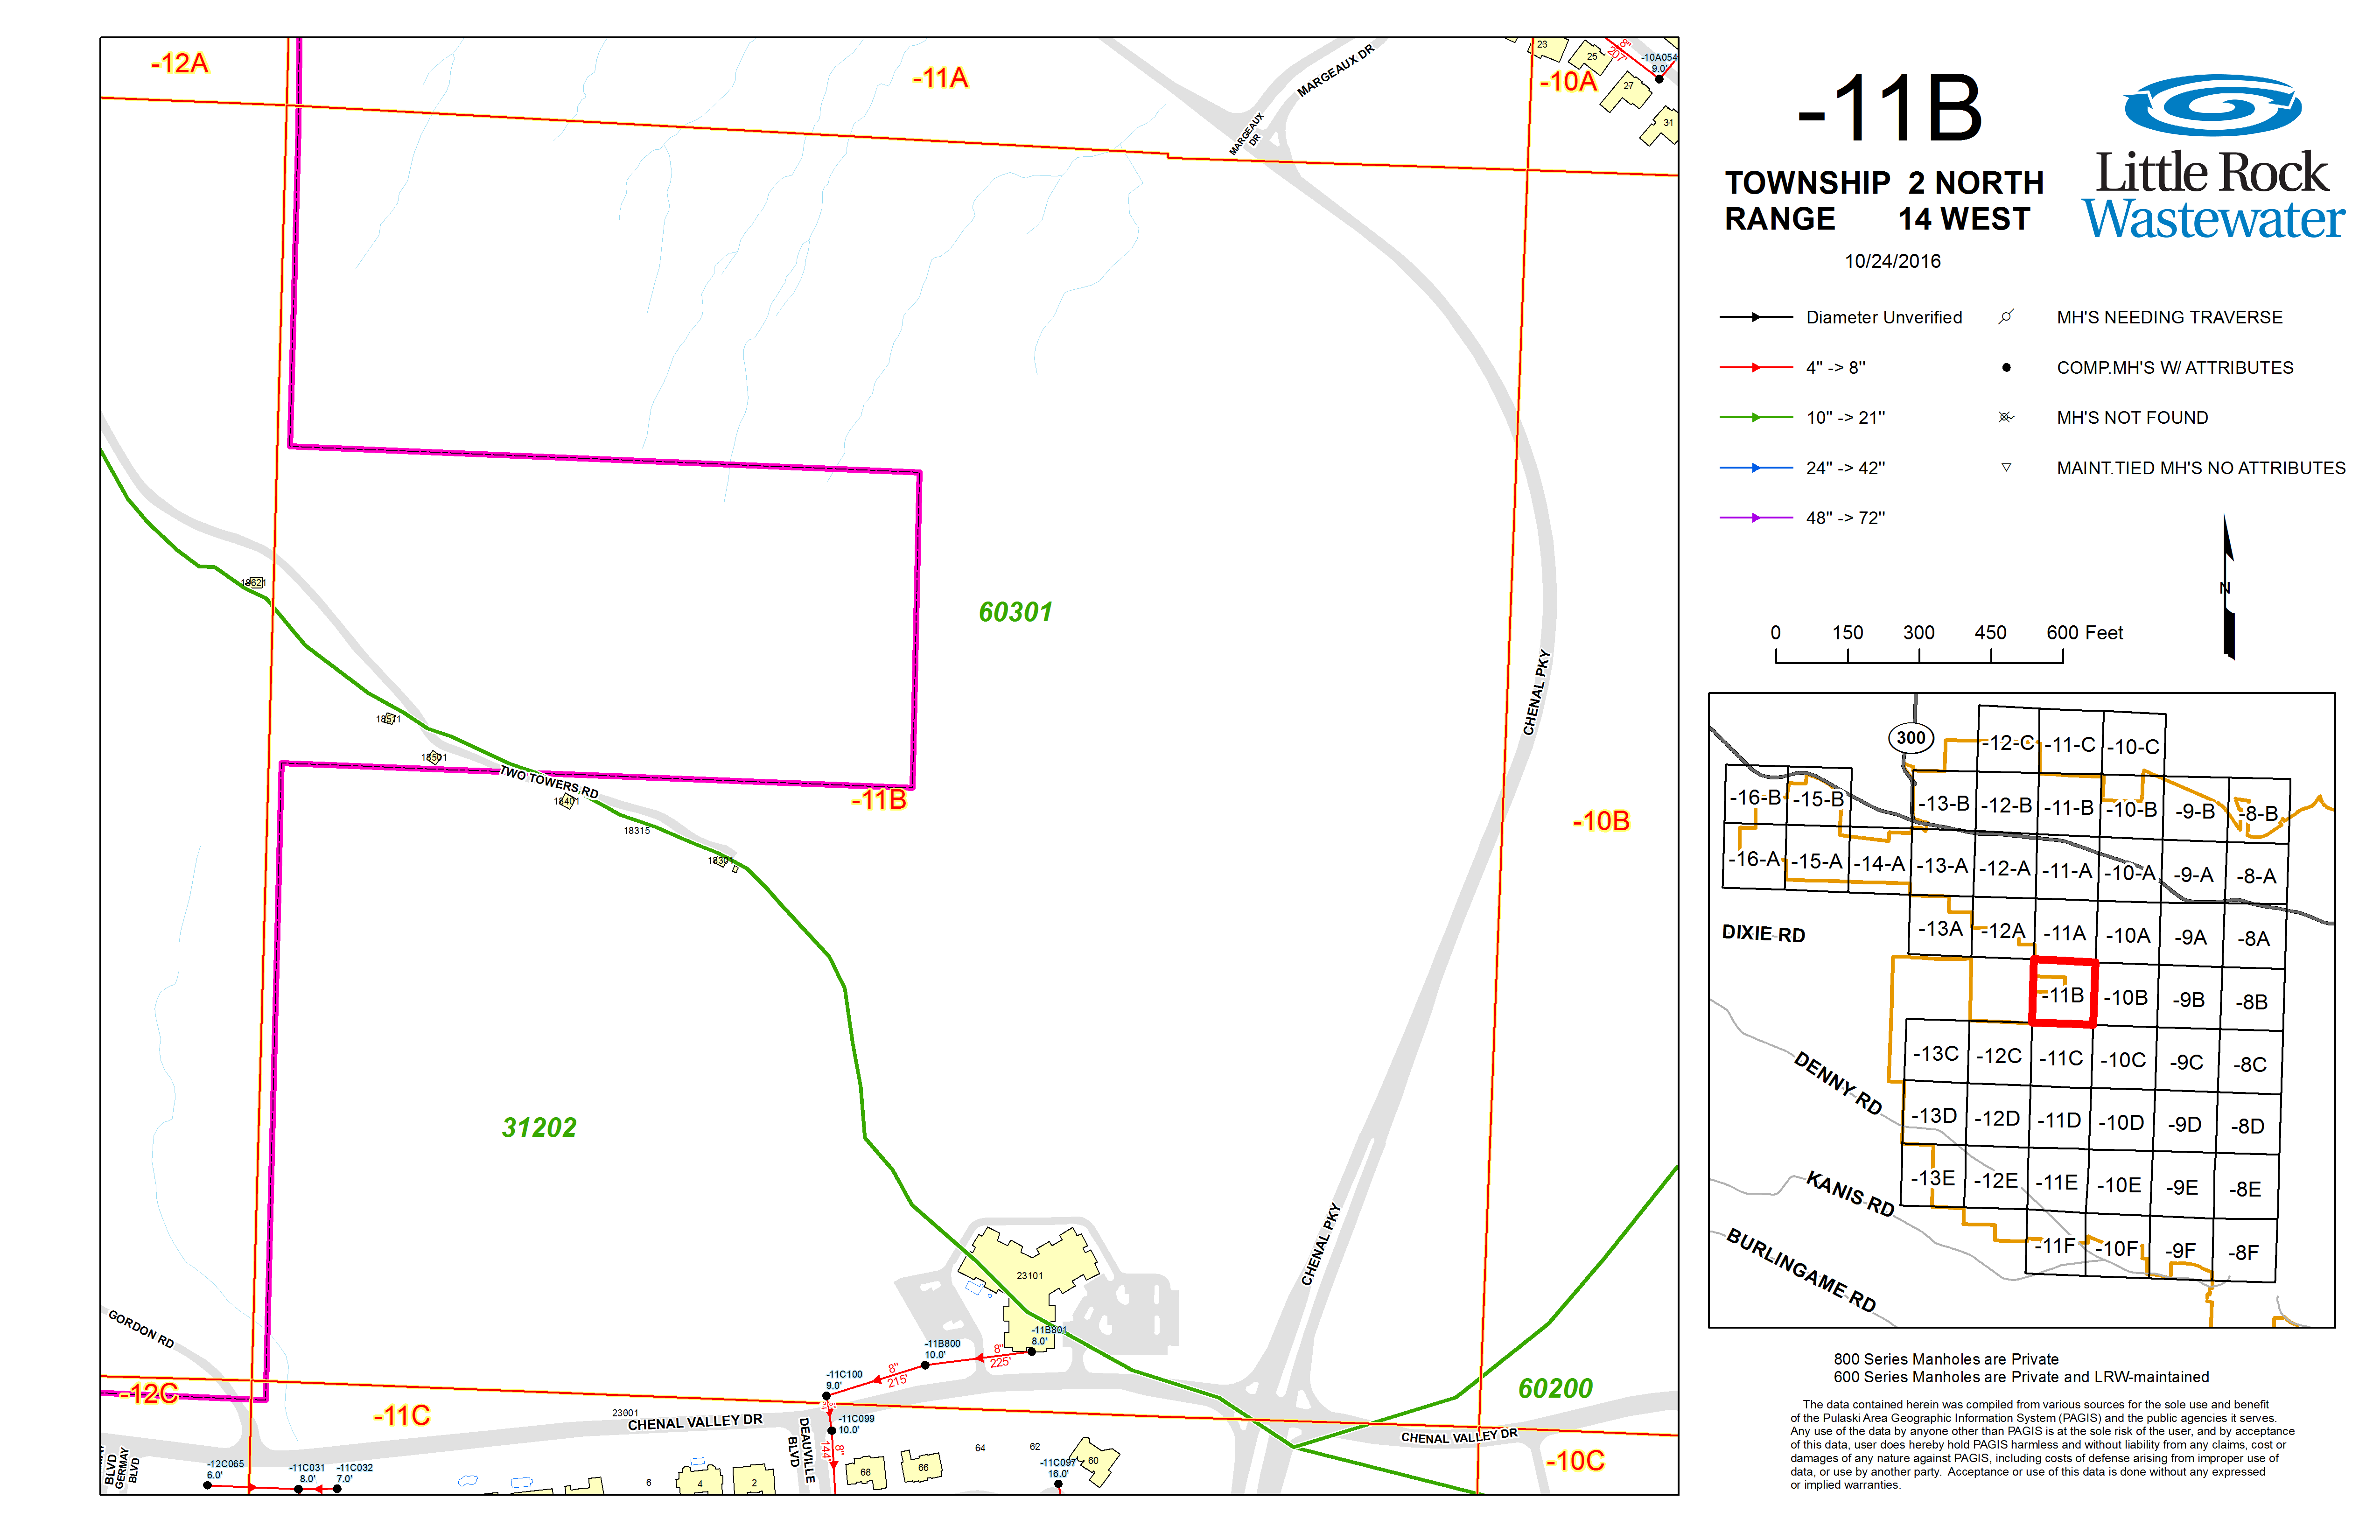 -12A
-11A
-10A
23
25
27
31
8"
207'
-10A054
9.0'
MARGEAUX DR
MARGEAUX
DR
-11B
TOWNSHIP 2 NORTH
RANGE 14 WEST
10/24/2016
Little Rock
Wastewater
Diameter Unverified
4" -> 8"
10" -> 21"
24" -> 42"
48" -> 72"
MH'S NEEDING TRAVERSE
COMP.MH'S W/ ATTRIBUTES
MH'S NOT FOUND
MAINT.TIED MH'S NO ATTRIBUTES
N
0 150 300 450 600 Feet
18621
18571
18501
TWO TOWERS RD
18401
18315
18301
60301
-11B
-10B
CHENAL PKY
31202
CHENAL PKY
23101
-11B801
8.0'
-11B800
10.0'
8"
225'
8"
215'
-11C100
9.0'
-11C099
10.0'
8"
144'
GORDON RD
-12C
-11C
23001
CHENAL VALLEY DR
DEAUVILLE
BLVD
60200
CHENAL VALLEY DR
-10C
BLVD
GERMAY
BLVD
-12C065
6.0'
-11C031
8.0'
-11C032
7.0'
6
4
2
68
66
64
62
60
-11C097
16.0'
300
-12-C -11-C -10-C
-16-B -15-B -13-B -12-B -11-B -10-B -9-B -8-B
-16-A -15-A -14-A -13-A -12-A -11-A -10-A -9-A -8-A
DIXIE RD
-13A -12A -11A -10A -9A -8A
-11B -10B -9B -8B
-13C -12C -11C -10C -9C -8C
DENNY RD
-13D -12D -11D -10D -9D -8D
KANIS RD
-13E -12E -11E -10E -9E -8E
BURLINGAME RD
-11F -10F -9F -8F
800 Series Manholes are Private
600 Series Manholes are Private and LRW-maintained
The data contained herein was compiled from various sources for the sole use and benefit
of the Pulaski Area Geographic Information System (PAGIS) and the public agencies it serves.
Any use of the data by anyone other than PAGIS is at the sole risk of the user, and by acceptance
of this data, user does hereby hold PAGIS harmless and without liability from any claims, cost or
damages of any nature against PAGIS, including costs of defense arising from improper use of
data, or use by another party. Acceptance or use of this data is done without any expressed
or implied warranties.